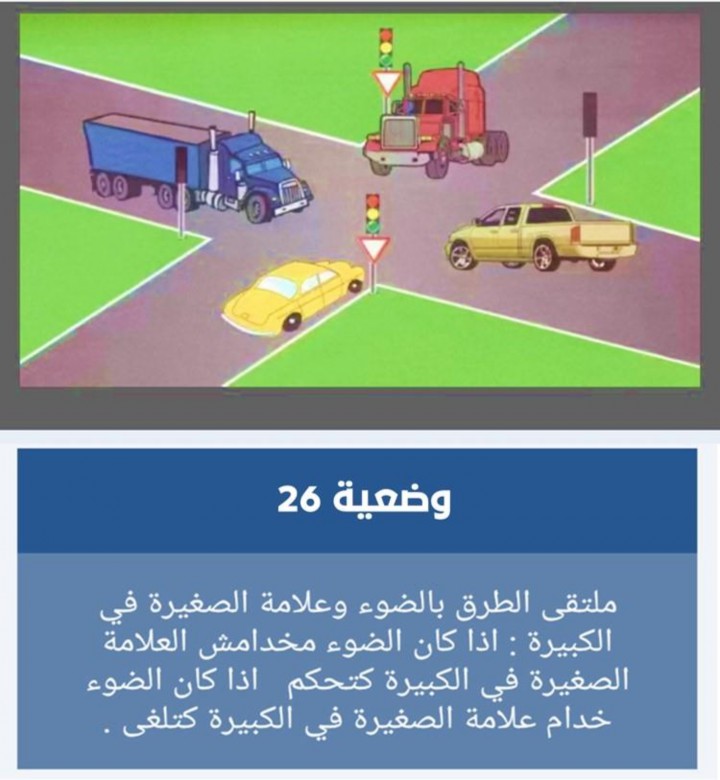 وضعية 26
ملتقى الطرق بالضوء وعلامة الصغيرة في
الكبيرة : اذا كان الضوء مخدامش العلامة
الصغيرة في الكبيرة كتحكم اذا كان الضوء
خدام علامة الصغيرة في الكبيرة كتلغى .